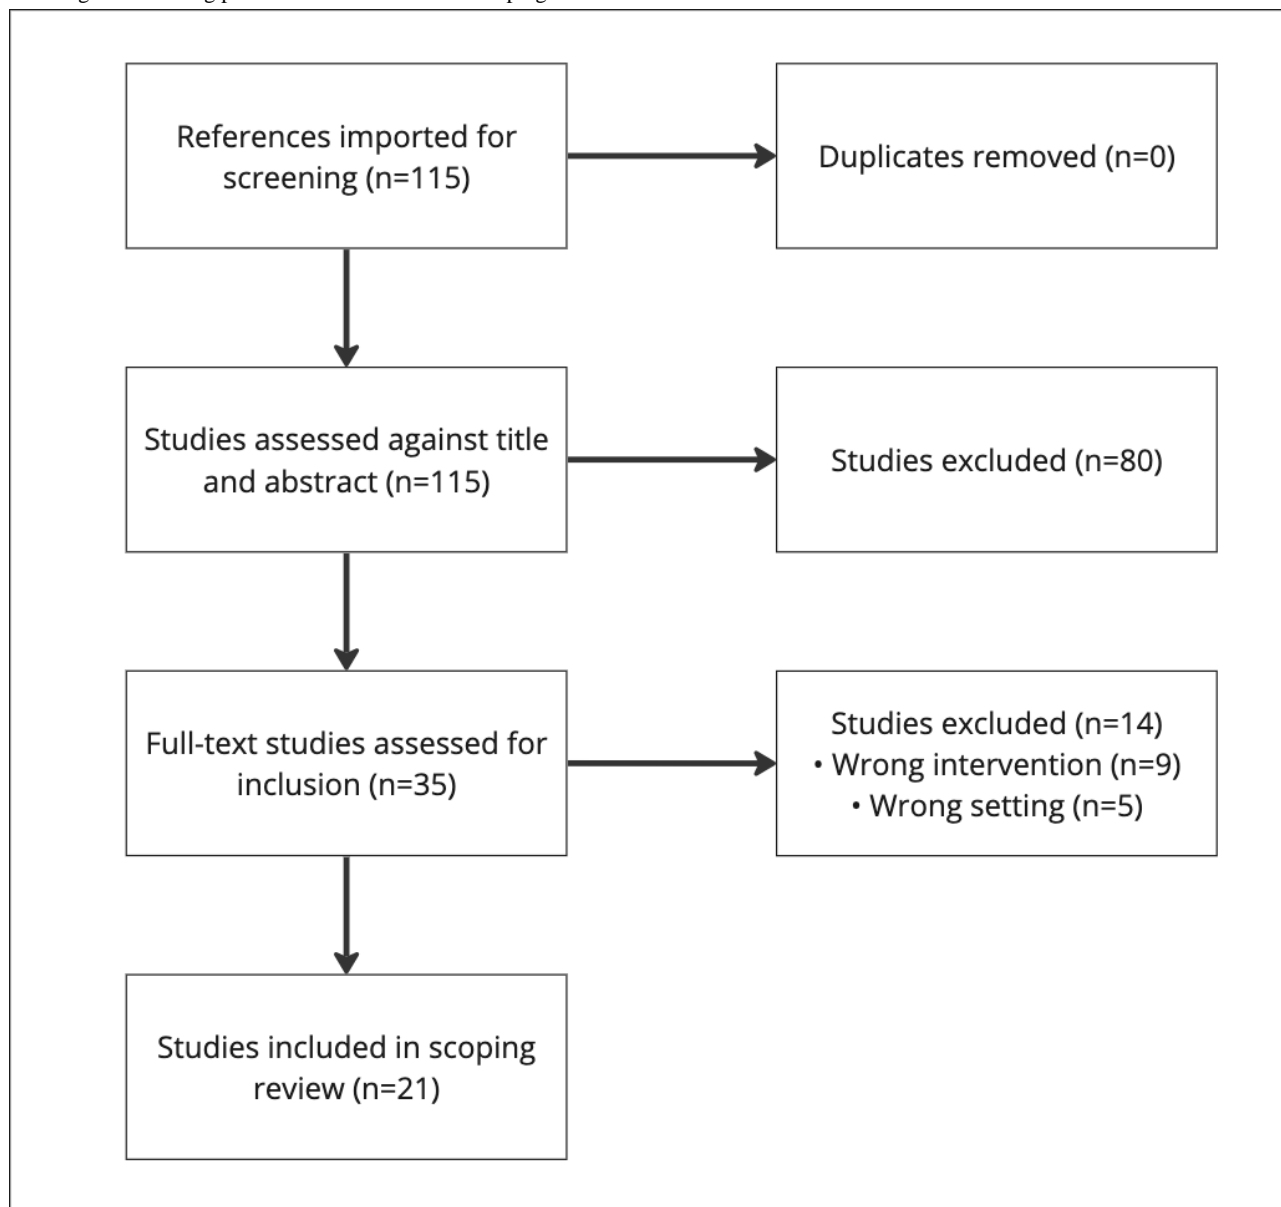 References imported for
screening (n=115)
Duplicates removed (n=0)
Studies assessed against title
and abstract (n=115)
Studies excluded (n=80)
Full-text studies assessed for
inclusion (n=35)
Studies excluded (n=14)
• Wrong intervention (n=9)
• Wrong setting (n=5)
Studies included in scoping
review (n=21)